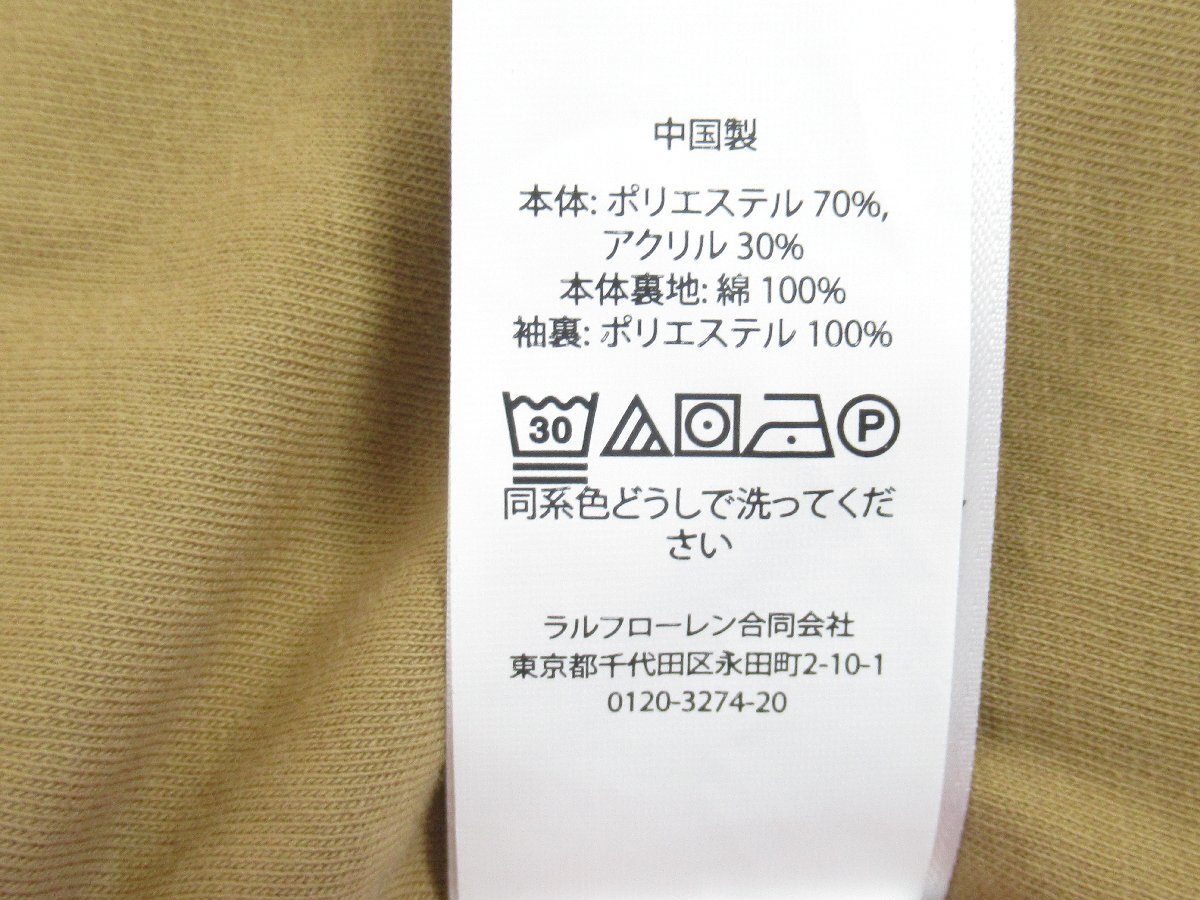 中国製
本体: ポリエステル 70%,
アクリル 30%
本体裏地: 綿 100%
袖裏: ポリエステル 100%
30
P
同系色どうしで洗ってくだ
さい
ラルフローレン合同会社
東京都千代田区永田町2-10-1
0120-3274-20